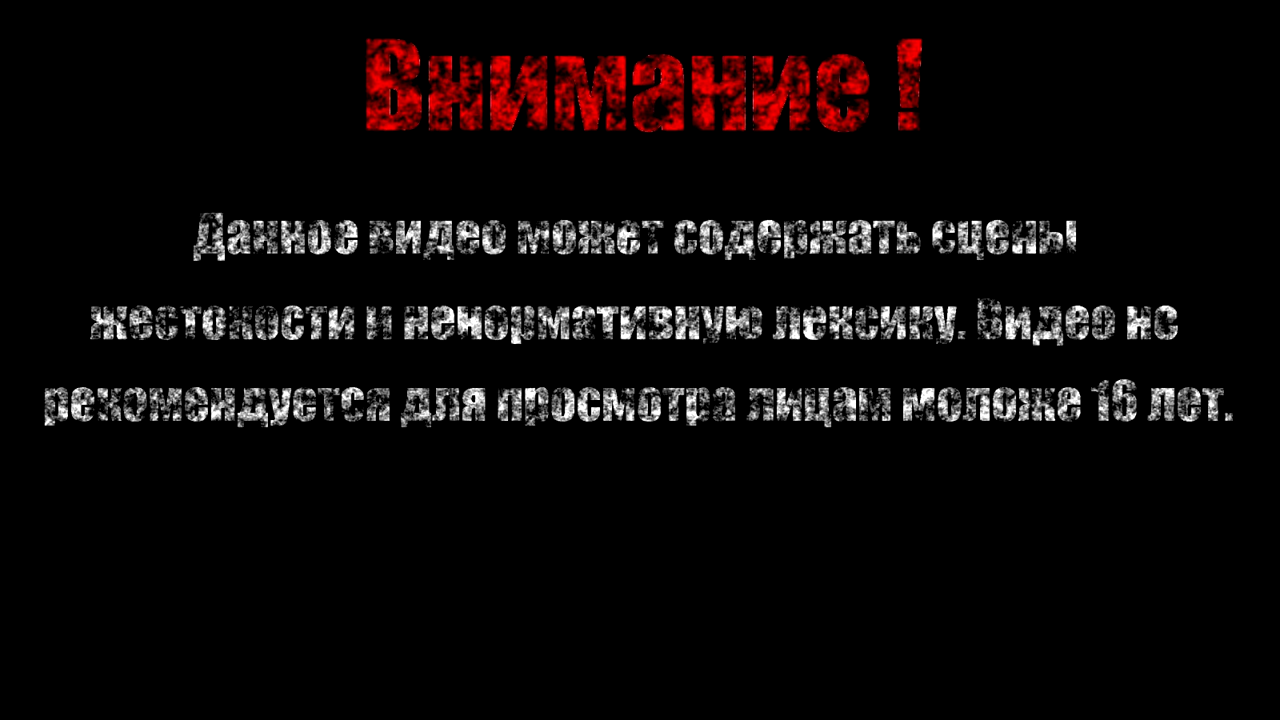 Внимание !
Данное видео может содержать сцены
жестокости и ненормативную лексику. Видео не
рекомендуется для просмотра лицам моложе 16 лет.